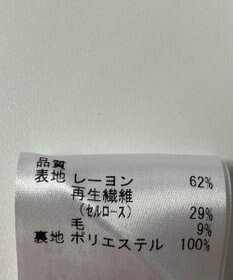 品質
表地 レーヨン 62%
再生繊維
（セルロース） 29%
毛 9%
裏地 ポリエステル 100%